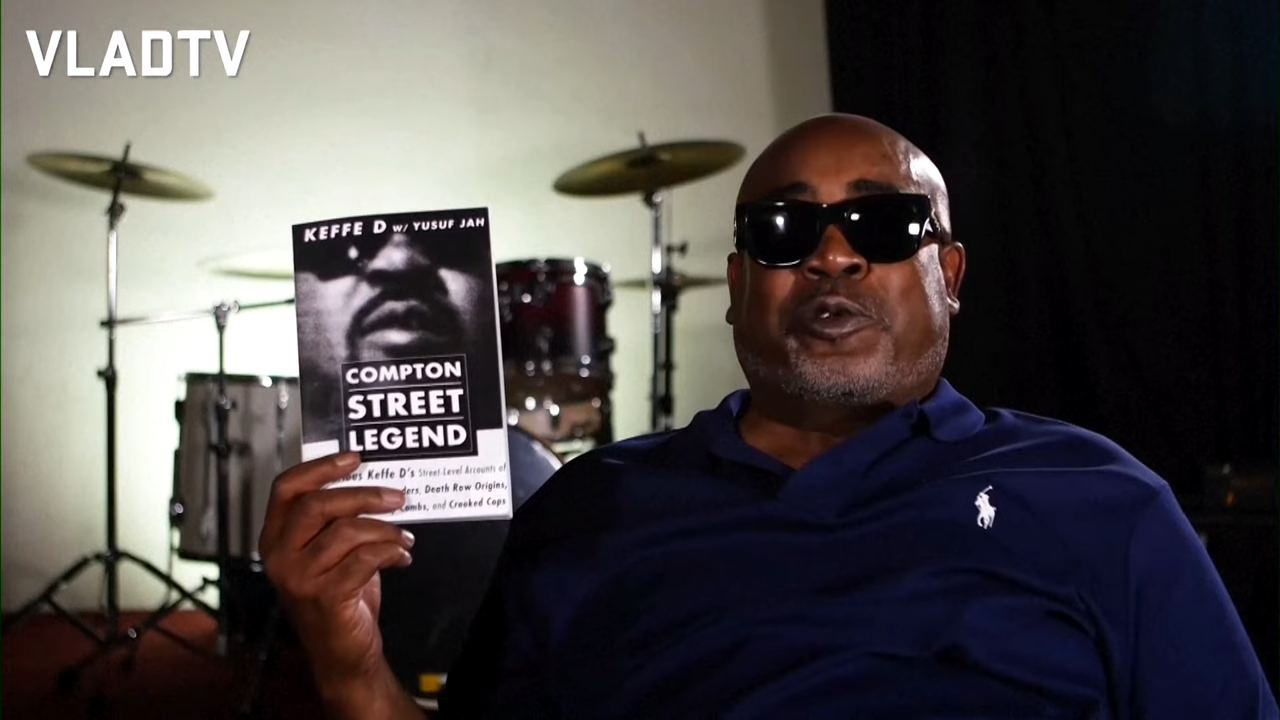 VLADTV
KEFFE D w/ YUSUF JAH
COMPTON
STREET
LEGEND
Keffe D's Street-Level Accounts of
Death Row Origins,
Combs, and Crooked Cops